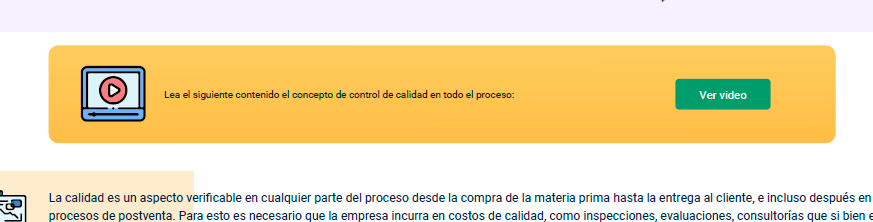 Lea el siguiente contenido el concepto de control de calidad en todo el proceso:
Ver video
La calidad es un aspecto verificable en cualquier parte del proceso desde la compra de la materia prima hasta la entrega al cliente, e incluso después en
procesos de postventa. Para esto es necesario que la empresa incurra en costos de calidad, como inspecciones, evaluaciones, consultorías que si bien